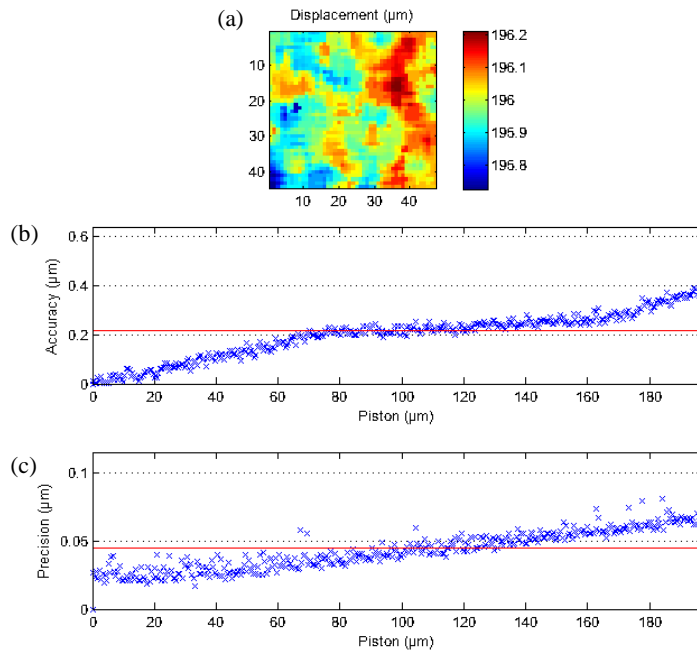 (a)
Displacement (µm)
10
20
30
40
10 20 30 40
196.2
196.1
196
195.9
195.8
(b)
Accuracy (µm)
0.6
0.4
0.2
0
0 20 40 60 80 100 120 140 160 180
Piston (µm)
(c)
Precision (µm)
0.1
0.05
0
0 20 40 60 80 100 120 140 160 180
Piston (µm)